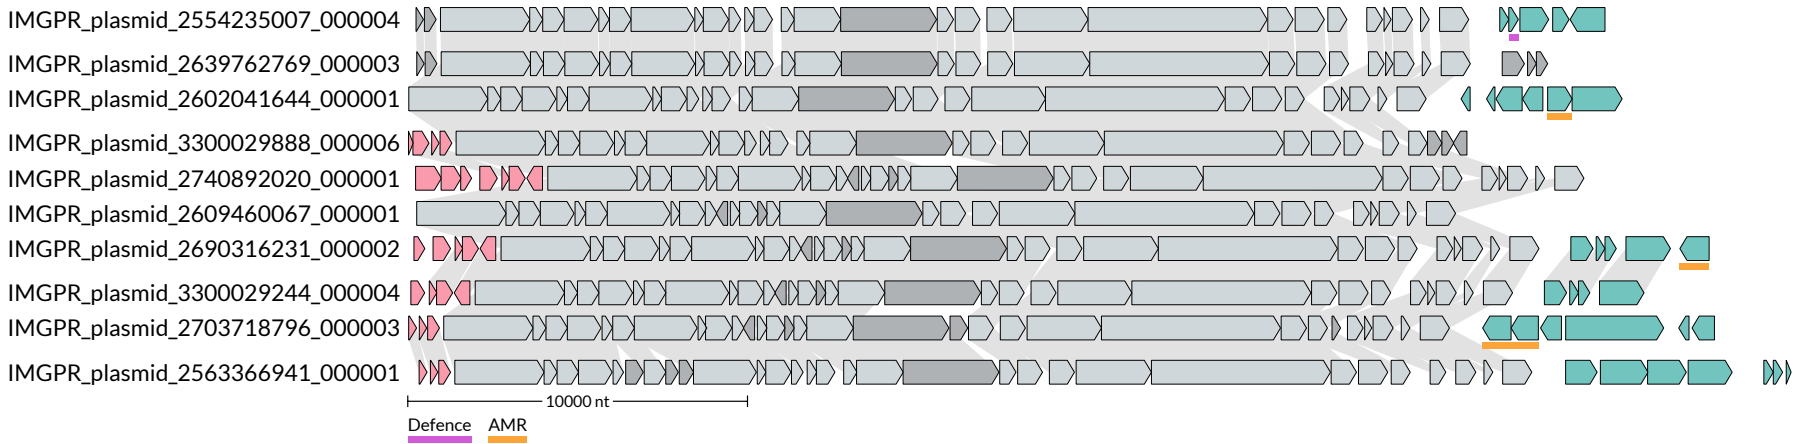 IMGPR_plasmid_2554235007_000004
IMGPR_plasmid_2639762769_000003
IMGPR_plasmid_2602041644_000001
IMGPR_plasmid_3300029888_000006
IMGPR_plasmid_2740892020_000001
IMGPR_plasmid_2609460067_000001
IMGPR_plasmid_2690316231_000002
IMGPR_plasmid_3300029244_000004
IMGPR_plasmid_2703718796_000003
IMGPR_plasmid_2563366941_000001
10000 nt
Defence AMR